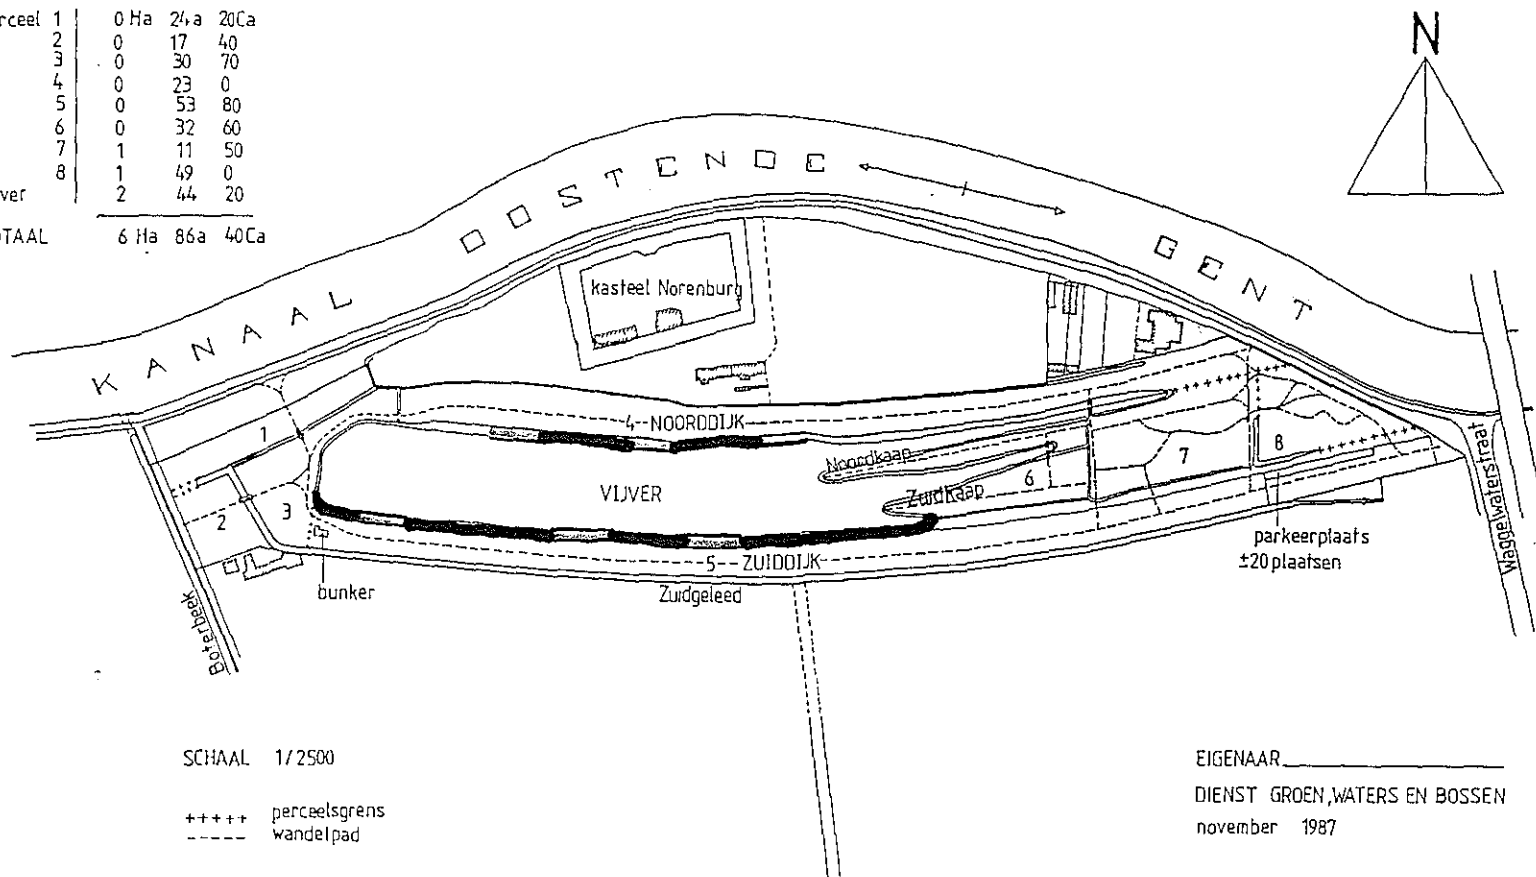 rceel 1 0 Ha 24a 20Ca
2 0 17 40
3 0 30 70
4 0 23 0
5 0 53 80
6 0 32 60
7 1 11 50
8 1 49 0
ver 2 44 20
TAAL 6 Ha 86a 40Ca
N
KANAAL OOSTENDE GENT
kasteel Norenburg
1
4--NOORDDIJK
Noordkaap
7
8
VIJVER
Zuidkaap
6
2
3
parkeerplaats
±20 plaatsen
Waggelwaterstraat
5--ZUIDDIJK
bunker
Zuidgeleed
Boterbeek
SCHAAL 1/2500
+++++ perceelsgrens
----- wandelpad
EIGENAAR
DIENST GROEN,WATERS EN BOSSEN
november 1987